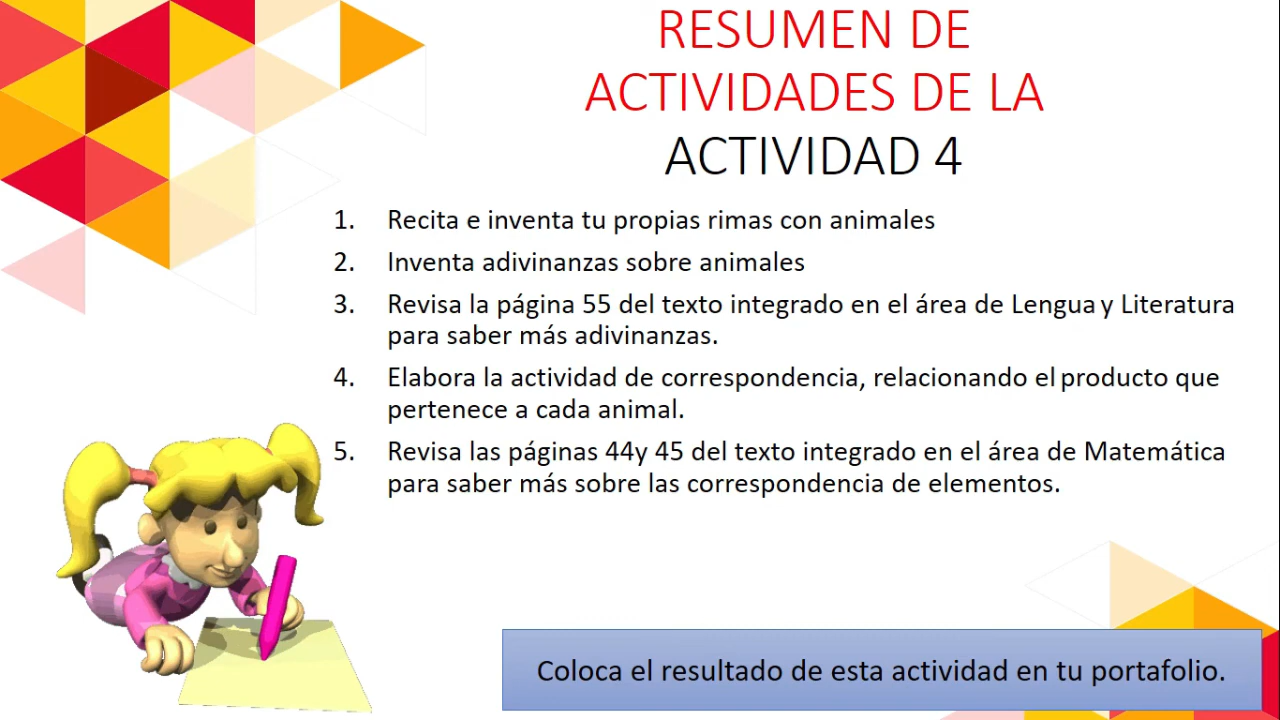 RESUMEN DE
ACTIVIDADES DE LA
ACTIVIDAD 4
1. Recita e inventa tu propias rimas con animales
2. Inventa adivinanzas sobre animales
3. Revisa la página 55 del texto integrado en el área de Lengua y Literatura
para saber más adivinanzas.
4. Elabora la actividad de correspondencia, relacionando el producto que
pertenece a cada animal.
5. Revisa las páginas 44y 45 del texto integrado en el área de Matemática
para saber más sobre las correspondencia de elementos.
Coloca el resultado de esta actividad en tu portafolio.